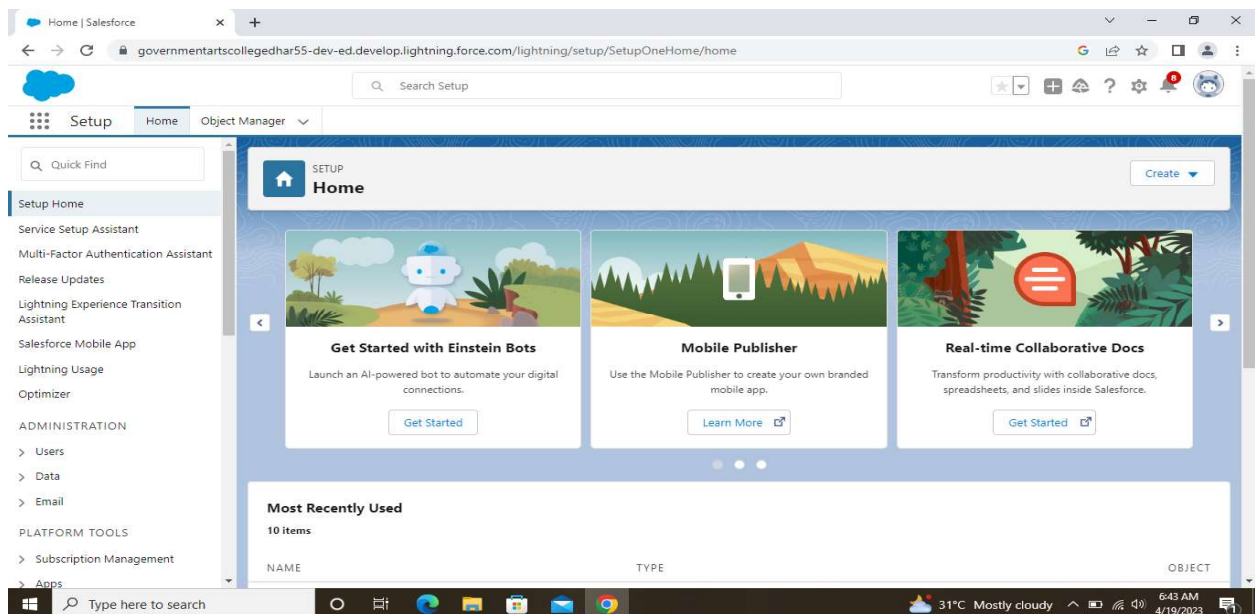 Home | Salesforce
governmentartscollegedhar55-dev-ed.develop.lightning.force.com/lightning/setup/SetupOneHome/home
Search Setup
8
Setup
Home
Object Manager
Quick Find
Setup Home
Service Setup Assistant
Multi-Factor Authentication Assistant
Release Updates
Lightning Experience Transition
Assistant
Salesforce Mobile App
Lightning Usage
Optimizer
ADMINISTRATION
Users
Data
Email
PLATFORM TOOLS
Subscription Management
Apps
SETUP
Home
Create
Get Started with Einstein Bots
Launch an AI-powered bot to automate your digital
connections.
Get Started
Mobile Publisher
Use the Mobile Publisher to create your own branded
mobile app.
Learn More
Real-time Collaborative Docs
Transform productivity with collaborative docs,
spreadsheets, and slides inside Salesforce.
Get Started
Most Recently Used
10 items
NAME TYPE OBJECT
Type here to search
31°C Mostly cloudy
6:43 AM
4/19/2023